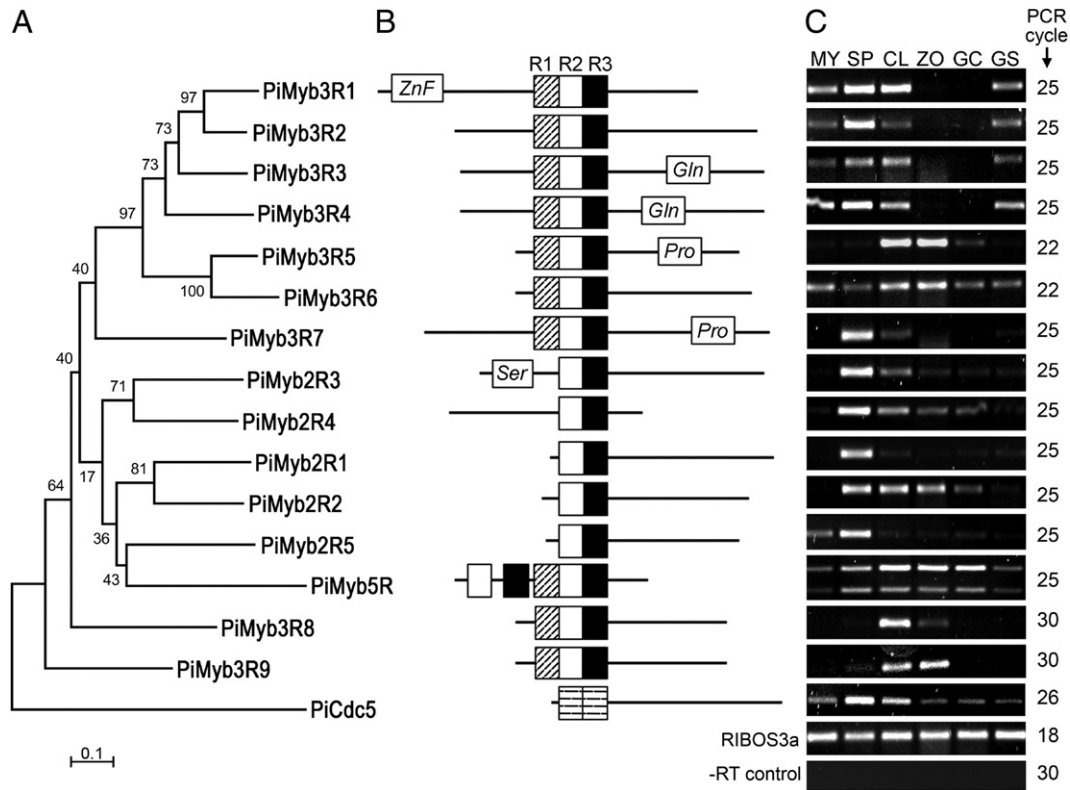 A
B
C
PCR
cycle
R1 R2 R3
MY SP CL ZO GC GS
PiMyb3R1 ZnF 25
97
PiMyb3R2 25
73
PiMyb3R3 Gln 25
73
PiMyb3R4 Gln 25
97
PiMyb3R5 Pro 22
40
PiMyb3R6 22
100
PiMyb3R7 Pro 25
40
PiMyb2R3 Ser 25
71
PiMyb2R4 25
PiMyb2R1 25
81
17
PiMyb2R2 25
64
36
PiMyb2R5 25
43
PiMyb5R 25
PiMyb3R8 30
PiMyb3R9 30
PiCdc5 26
0.1
RIBOS3a 18
-RT control 30